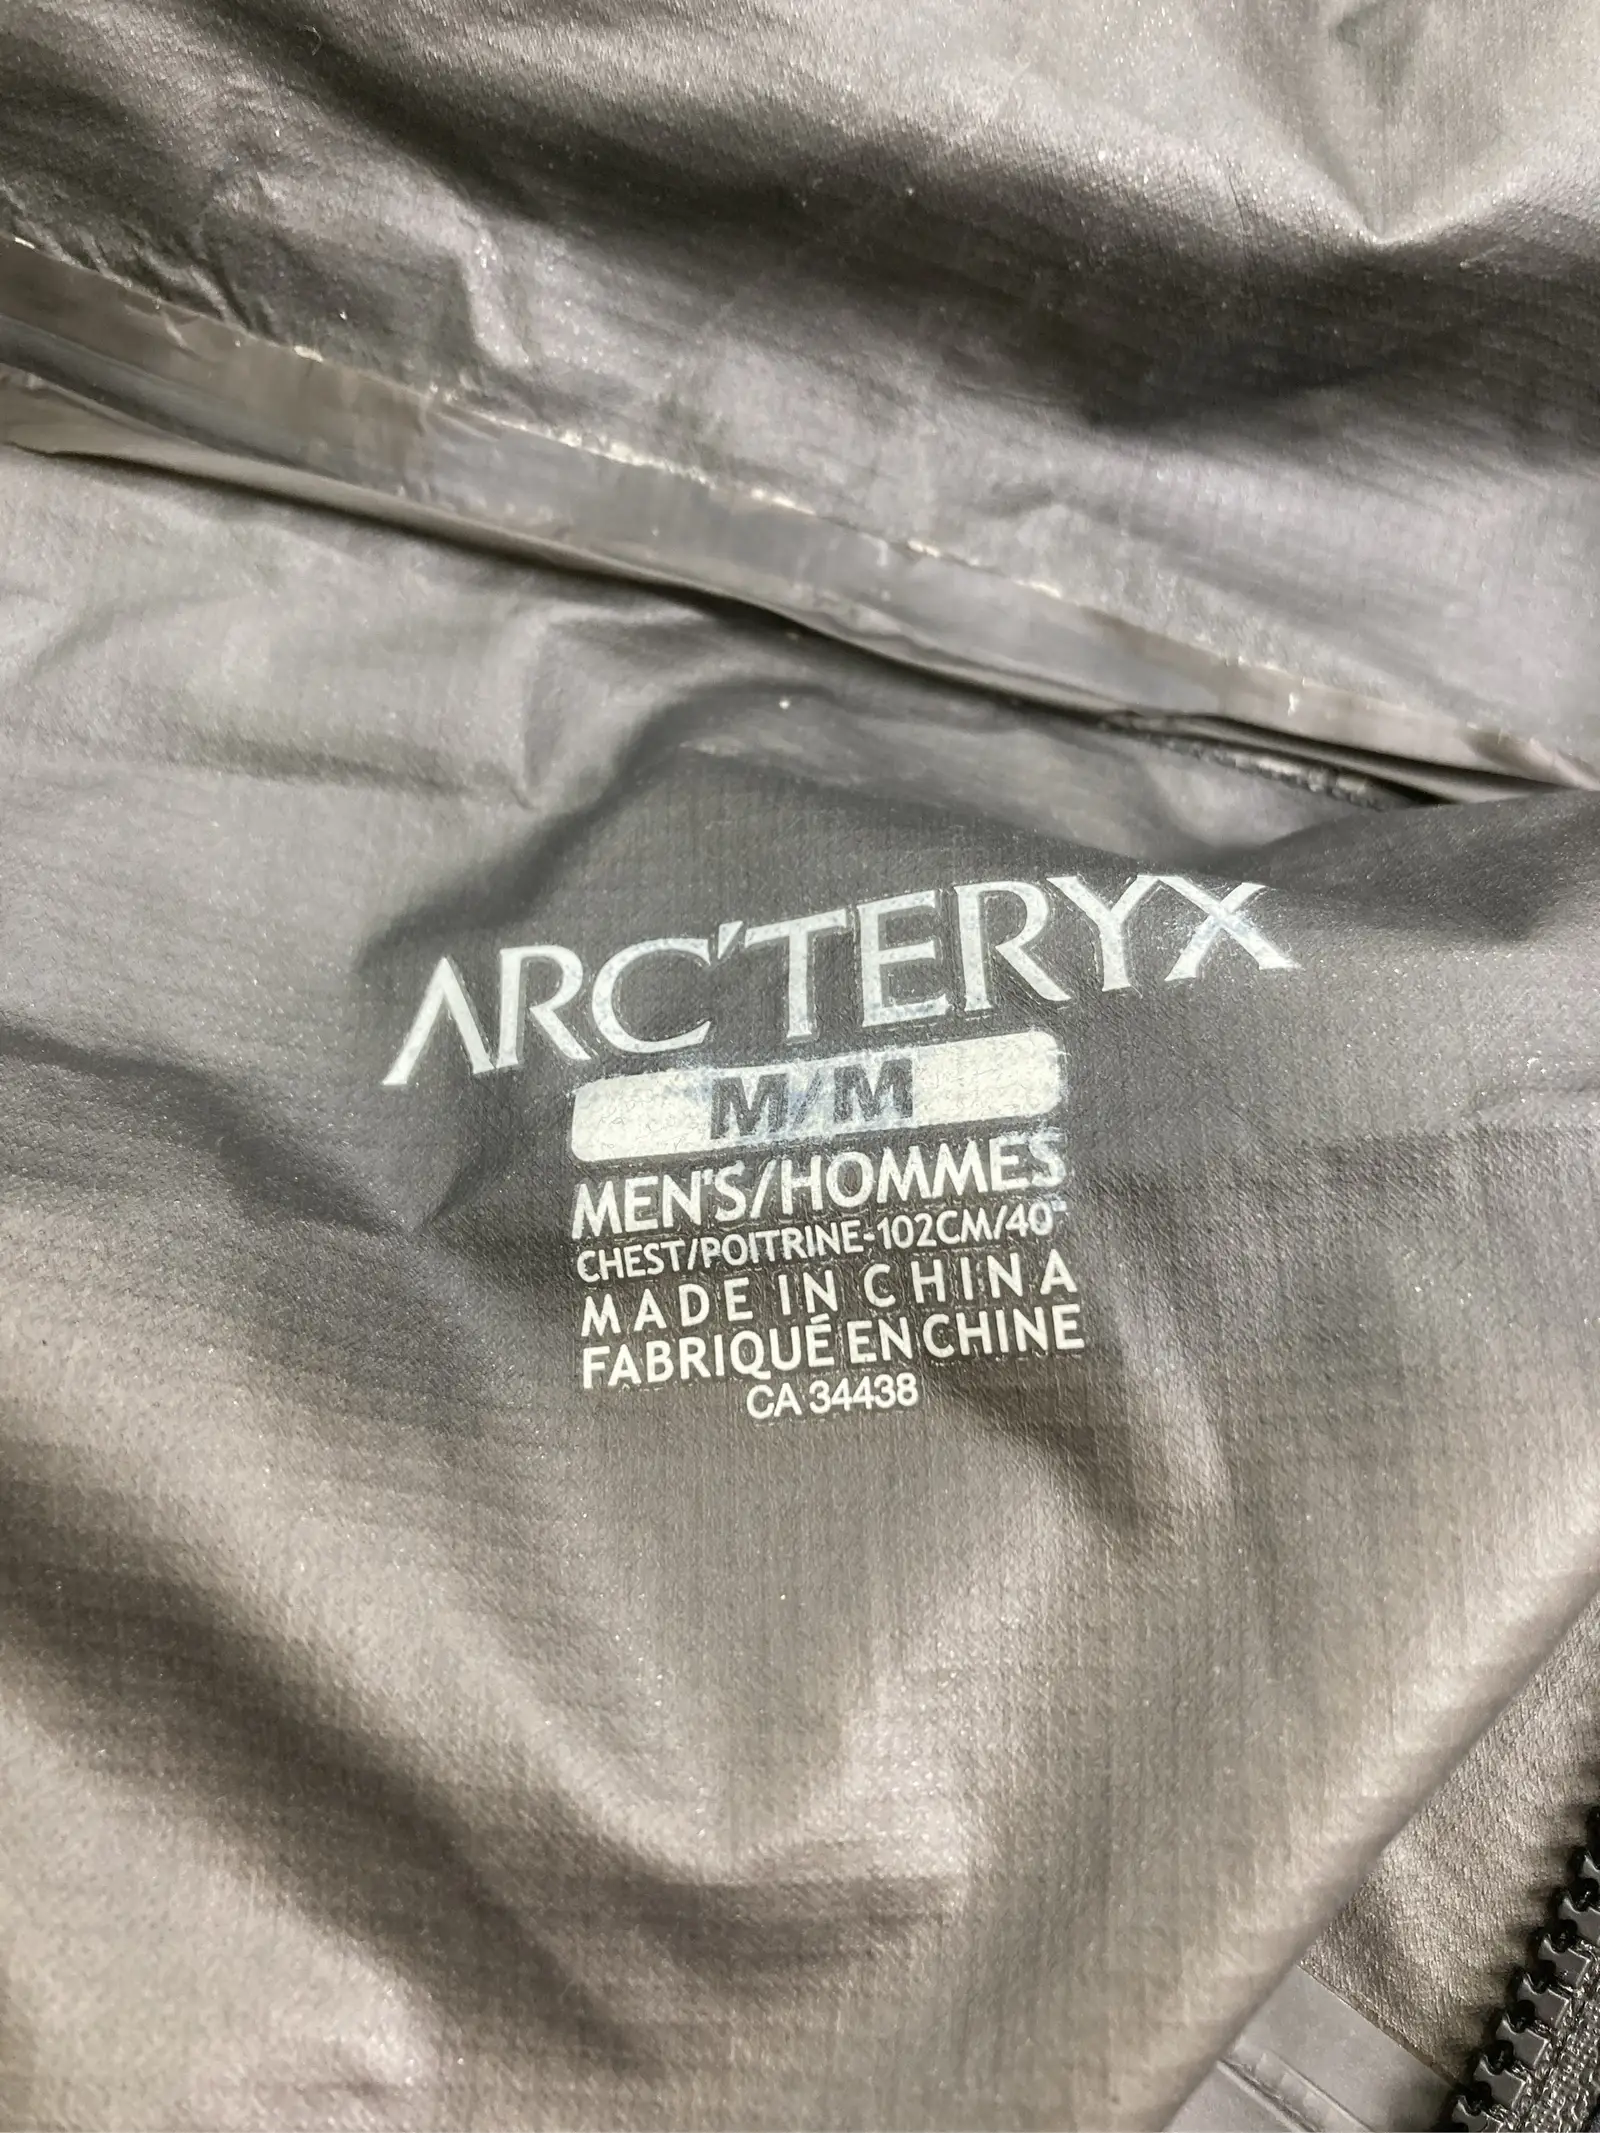 ARC'TERYX
M/M
MEN'S/HOMMES
CHEST/POITRINE-102CM/40"
MADE IN CHINA
FABRIQUÉ EN CHINE
CA 34438